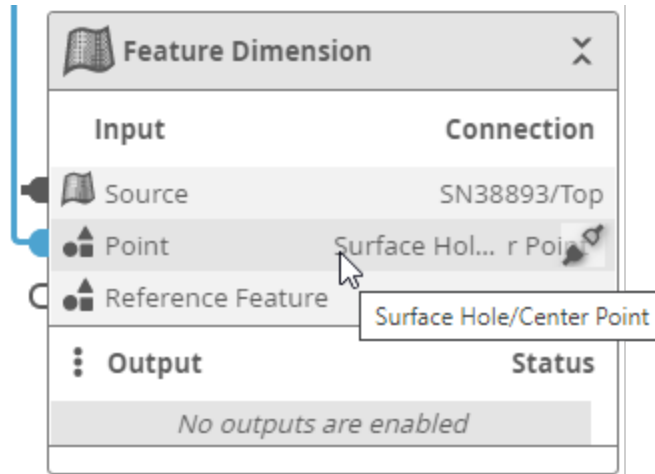 Feature Dimension
Input Connection
Source SN38893/Top
Point Surface Hol... r Point
Reference Feature
Surface Hole/Center Point
Output Status
No outputs are enabled